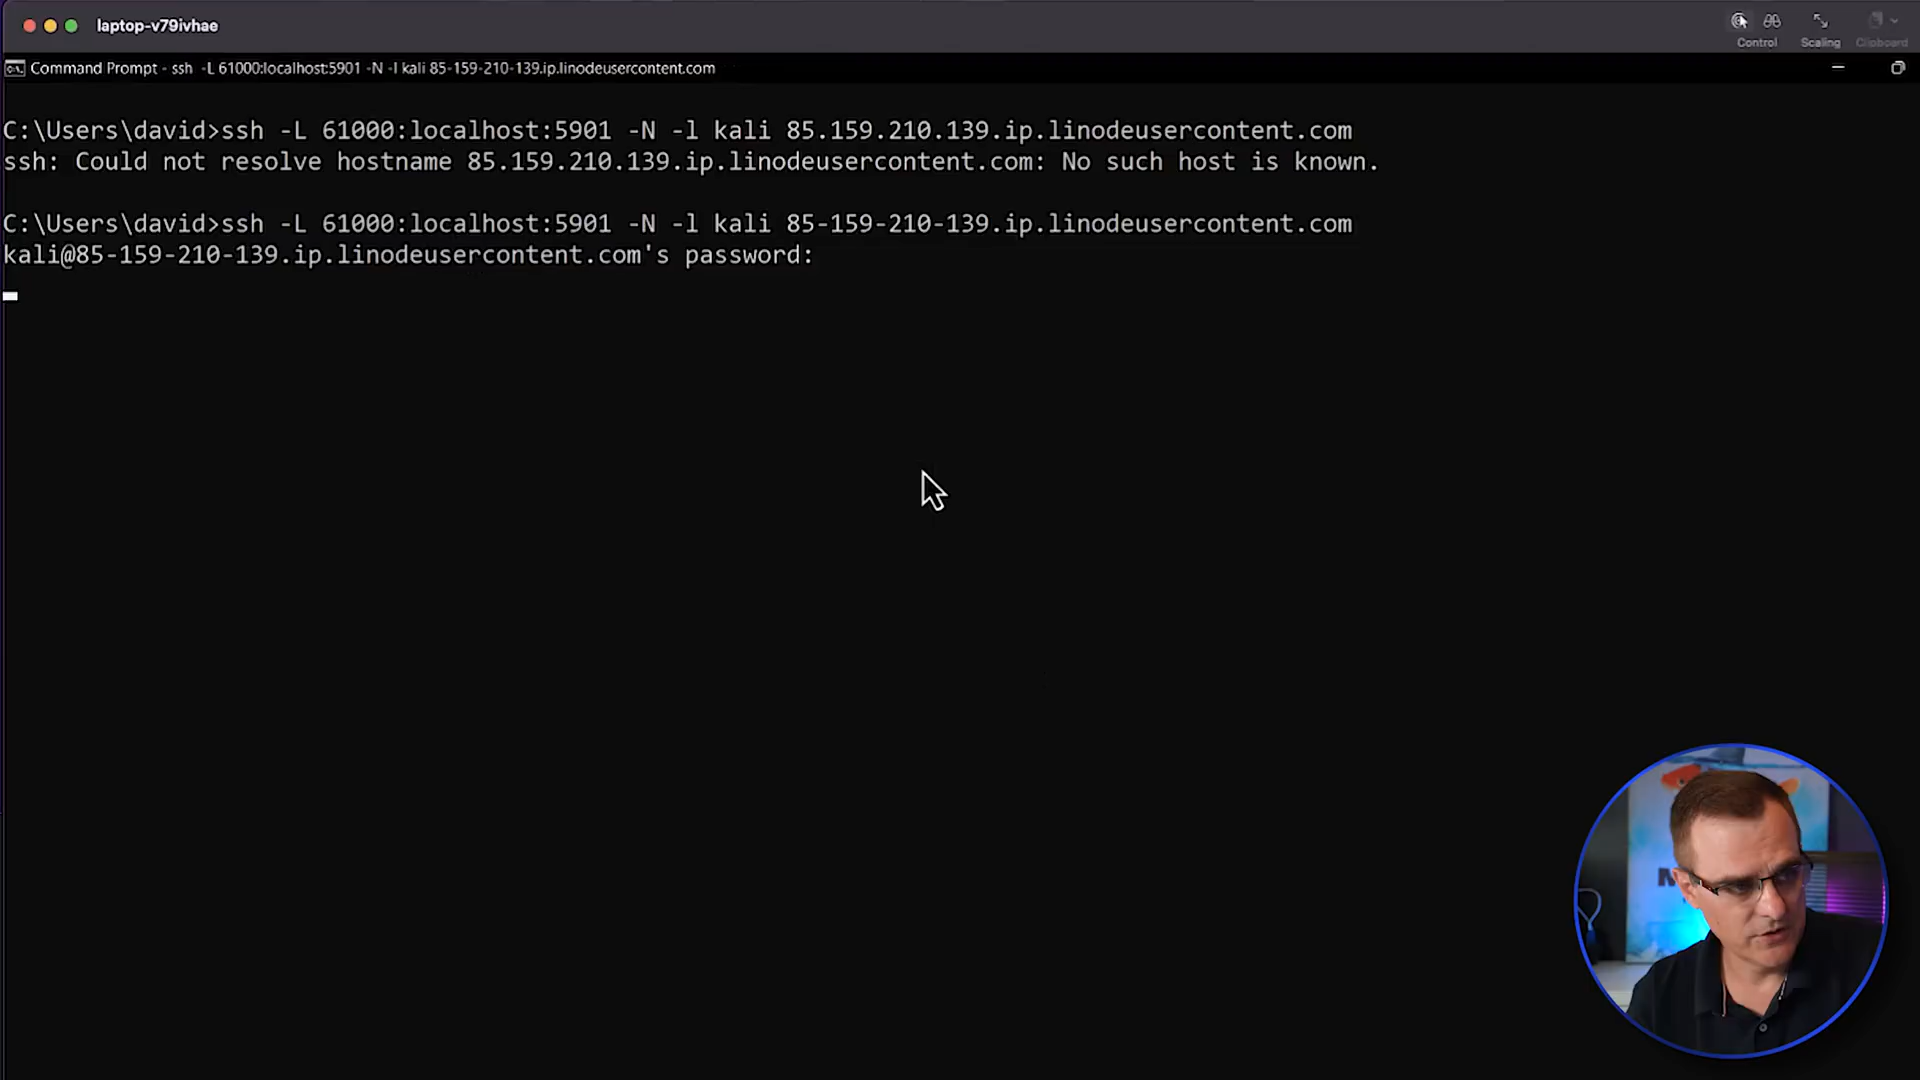 laptop-v79ivhae
Control
Scaling
Clipboard
Command Prompt - ssh  -L 61000:localhost:5901 -N -l kali 85-159-210-139.ip.linodeusercontent.com
C:\Users\david>ssh -L 61000:localhost:5901 -N -l kali 85.159.210.139.ip.linodeusercontent.com
ssh: Could not resolve hostname 85.159.210.139.ip.linodeusercontent.com: No such host is known.
C:\Users\david>ssh -L 61000:localhost:5901 -N -l kali 85-159-210-139.ip.linodeusercontent.com
kali@85-159-210-139.ip.linodeusercontent.com's password: